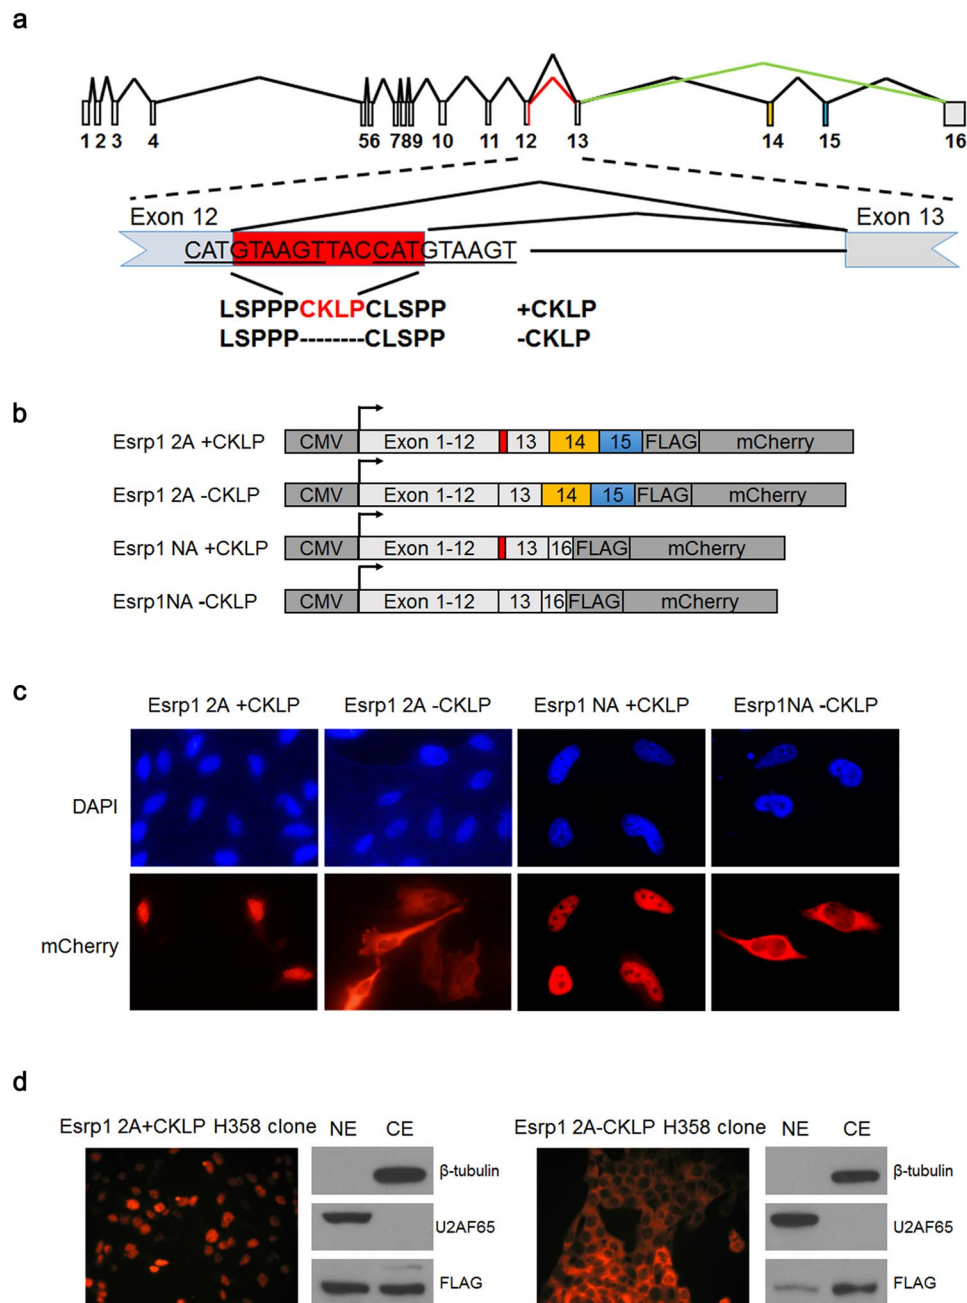 a
1 2 3 4 5 6 7 8 9 10 11 12 13 14 15 16
Exon 12 Exon 13
CATGTAAGTTACCATGTAAGT
LSPPPCKLPCLSPP +CKLP
LSPPP--------CLSPP -CKLP
b
Esrp1 2A +CKLP CMV Exon 1-12 13 14 15 FLAG mCherry
Esrp1 2A -CKLP CMV Exon 1-12 13 14 15 FLAG mCherry
Esrp1 NA +CKLP CMV Exon 1-12 13 16 FLAG mCherry
Esrp1NA -CKLP CMV Exon 1-12 13 16 FLAG mCherry
c
Esrp1 2A +CKLP Esrp1 2A -CKLP Esrp1 NA +CKLP Esrp1NA -CKLP
DAPI
mCherry
d
Esrp1 2A+CKLP H358 clone NE CE Esrp1 2A-CKLP H358 clone NE CE
β-tubulin β-tubulin
U2AF65 U2AF65
FLAG FLAG